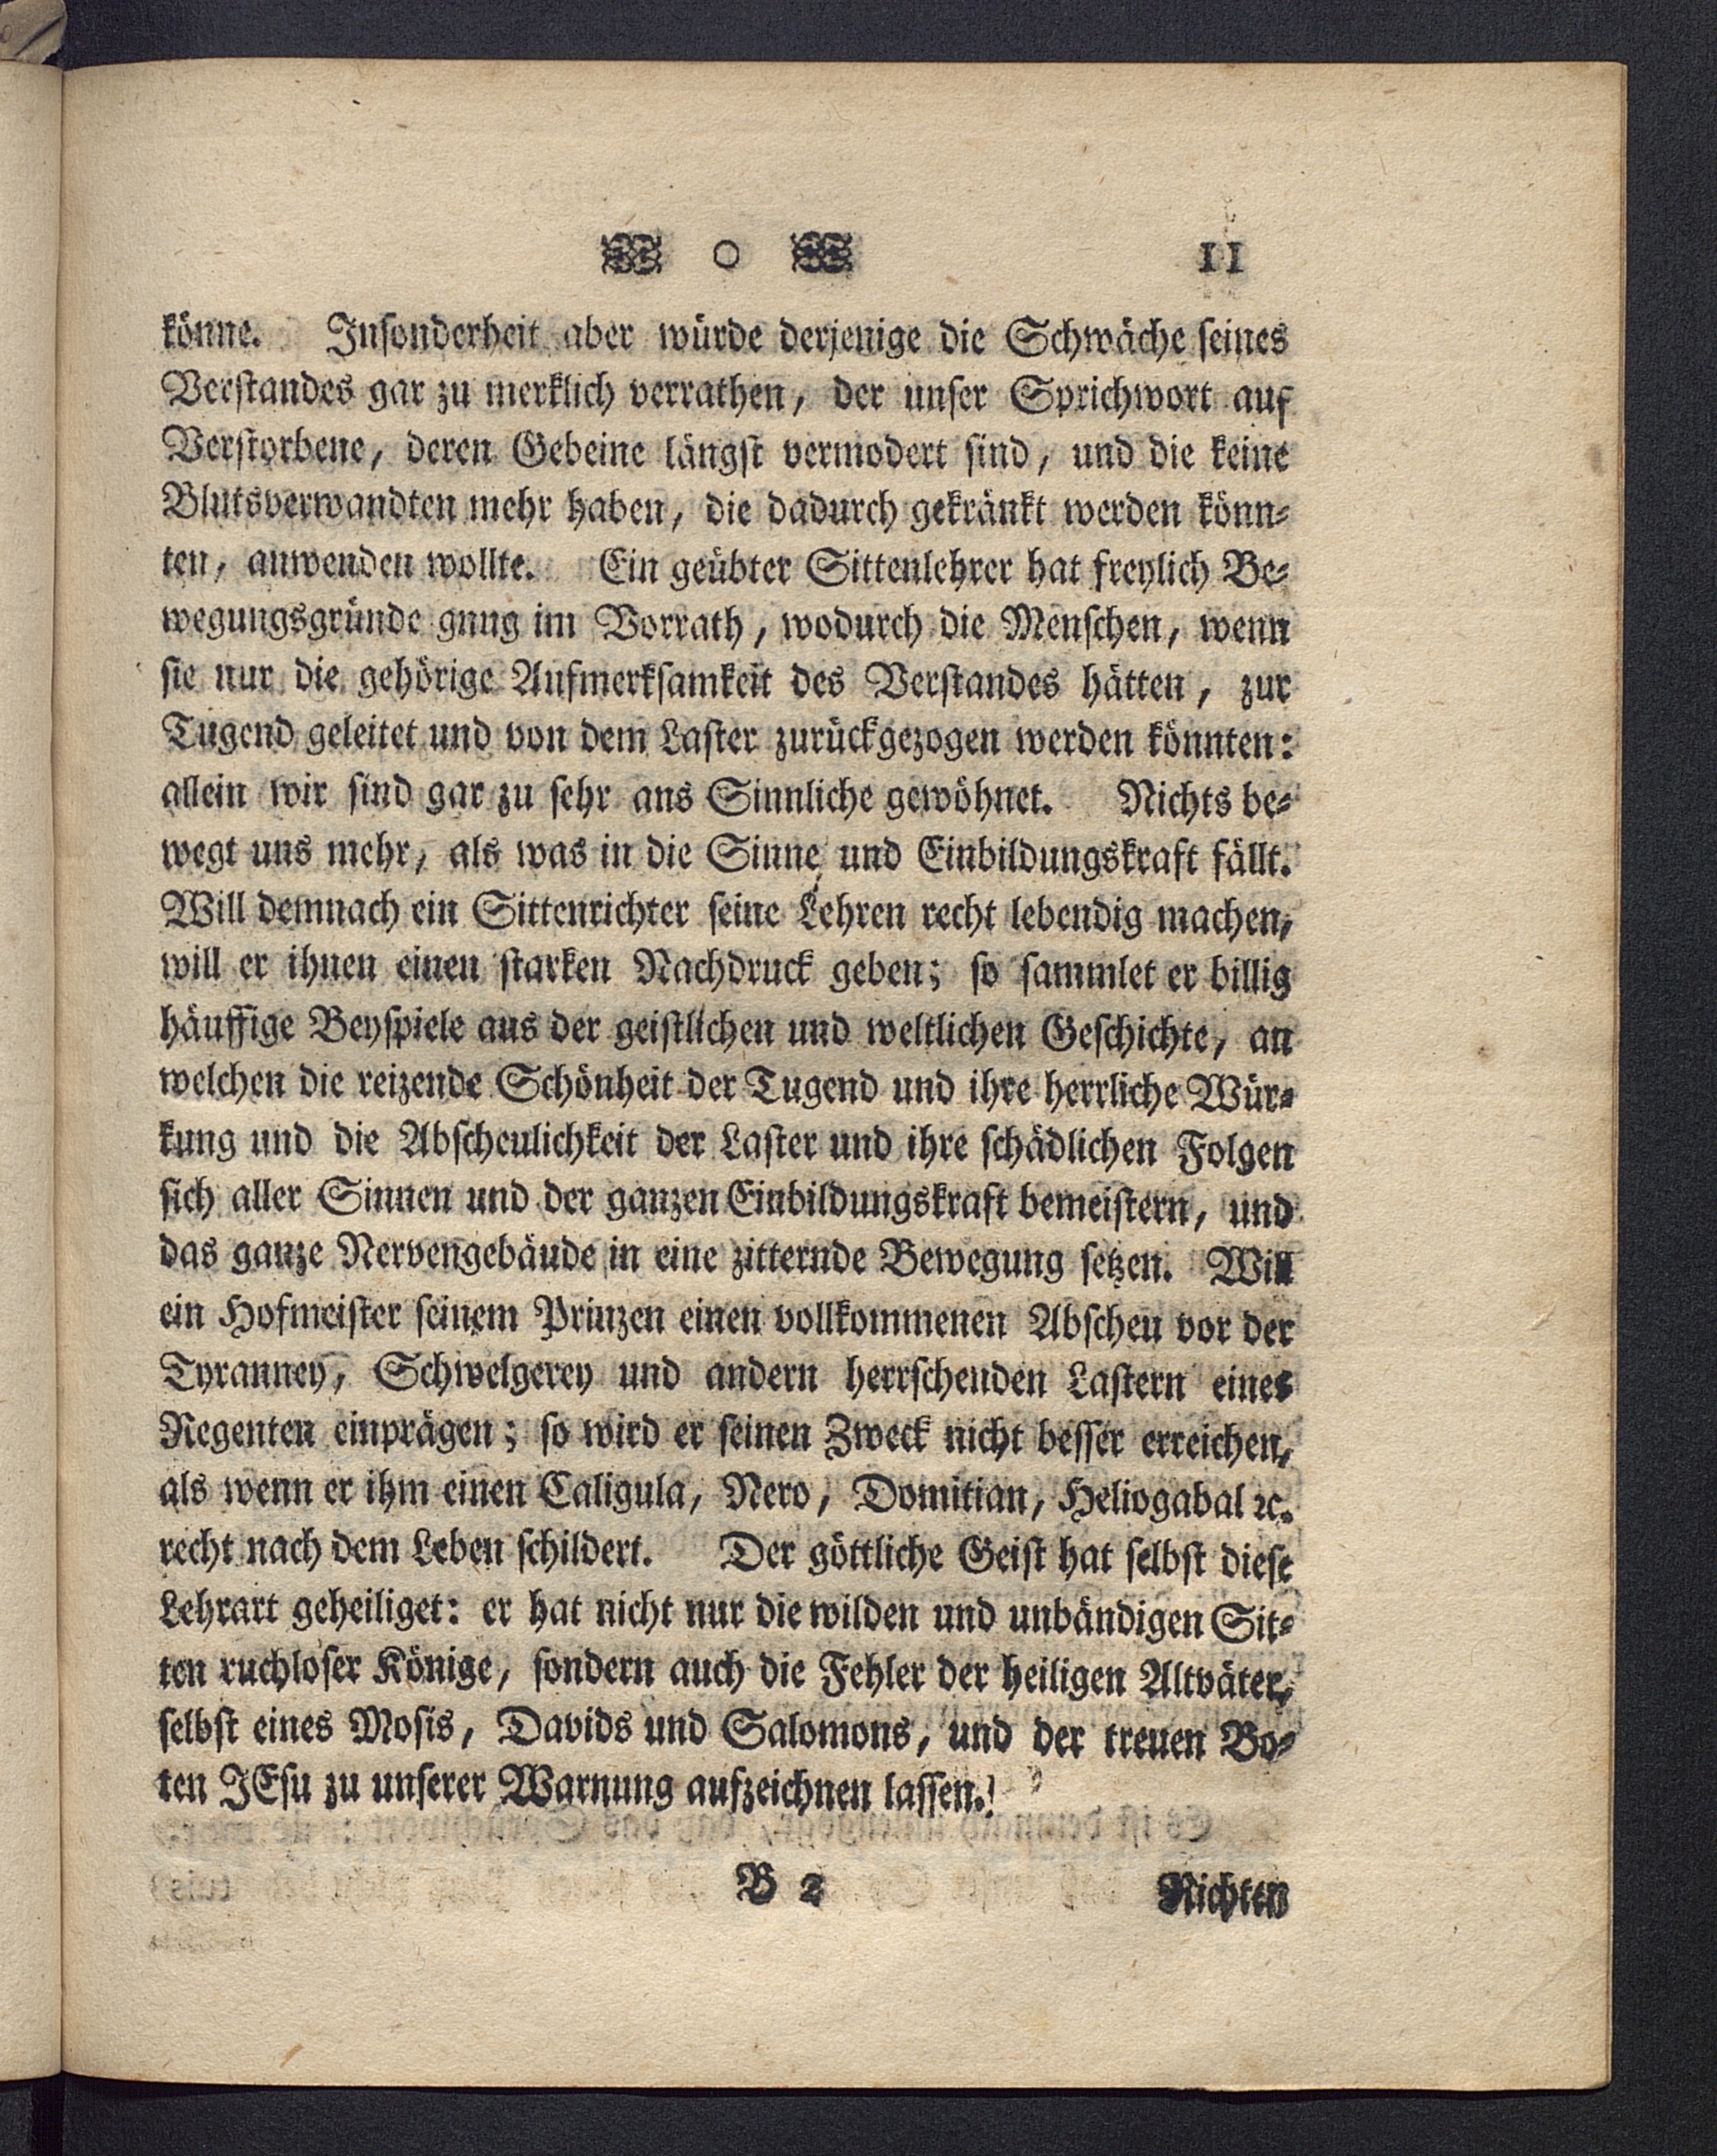 ○ 11
könne. Insonderheit aber würde derjenige die Schwäche seines
Verstandes gar zu merklich verrathen, der unser Sprichwort auf
Verstorbene, deren Gebeine längst vermodert sind, und die keine
Blutsverwandten mehr haben, die dadurch gekränkt werden könn-
ten, anwenden wollte. Ein geübter Sittenlehrer hat freylich Be-
wegungsgründe gnug im Vorrath, wodurch die Menschen, wenn
sie nur die gehörige Aufmerksamkeit des Verstandes hätten, zur
Tugend geleitet und von dem Laster zurückgezogen werden könnten:
allein wir sind gar zu sehr ans Sinnliche gewöhnet. Nichts be-
wegt uns mehr, als was in die Sinne und Einbildungskraft fällt.
Will demnach ein Sittenrichter seine Lehren recht lebendig machen,
will er ihnen einen starken Nachdruck geben; so sammlet er billig
häuffige Beyspiele aus der geistlichen und weltlichen Geschichte, an
welchen die reizende Schönheit der Tugend und ihre herrliche Wür-
kung und die Abscheulichkeit der Laster und ihre schädlichen Folgen
sich aller Sinnen und der ganzen Einbildungskraft bemeistern, und
das ganze Nervengebäude in eine zitternde Bewegung setzen. Will
ein Hofmeister seinem Prinzen einen vollkommenen Abscheu vor der
Tyranney, Schwelgerey und andern herrschenden Lastern eines
Regenten einprägen; so wird er seinen Zweck nicht besser erreichen,
als wenn er ihm einen Caligula, Nero, Domitian, Heliogabal ꝛc.
recht nach dem Leben schildert. Der göttliche Geist hat selbst diese
Lehrart geheiliget: er hat nicht nur die wilden und unbändigen Sit-
ten ruchloser Könige, sondern auch die Fehler der heiligen Altväter,
selbst eines Mosis, Davids und Salomons, und der treuen Bo-
ten JEsu zu unserer Warnung aufzeichnen lassen.
B 2 Richten